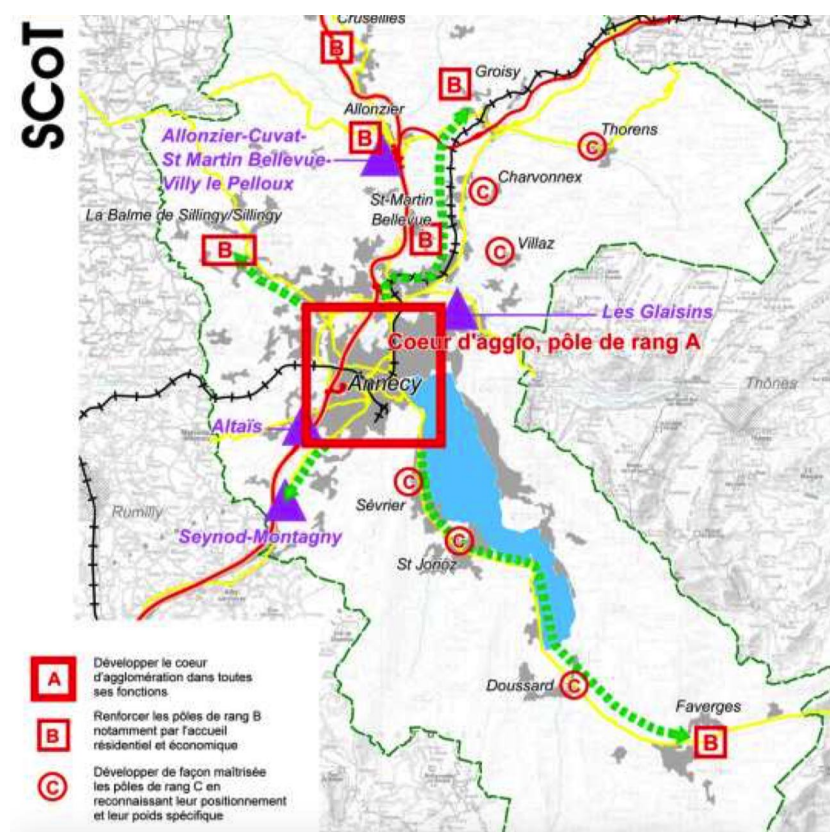 SCoT
Cruseilles
B
B
Groisy
Allonzier
B
Thorens
C
Allonzier-Cuvat-
St Martin Bellevue-
Villy le Pelloux
Charvonnex
C
St-Martin
Bellevue
B
La Balme de Sillingy/Sillingy
B
Villaz
C
Les Glaisins
Coeur d'agglo, pôle de rang A
Annecy
Thônes
Altaïs
C
Sévrier
Rumilly
Seynod-Montagny
C
St Jorioz
Doussard
C
Faverges
B
A
Développer le coeur
d'agglomération dans toutes
ses fonctions
B
Renforcer les pôles de rang B
notamment par l'accueil
résidentiel et économique
C
Développer de façon maîtrisée
les pôles de rang C en
reconnaissant leur positionnement
et leur poids spécifique